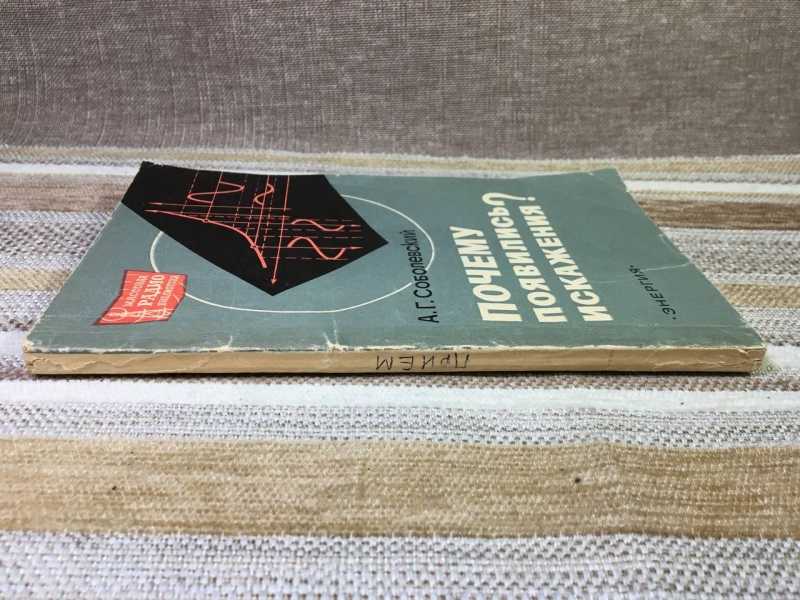 МАССОВАЯ
РАДИО
БИБЛИОТЕКА
А.Г.Соболевский
ПОЧЕМУ
ПОЯВИЛИСЬ
ИСКАЖЕНИЯ?
„ЭНЕРГИЯ“
ПРИЕМ